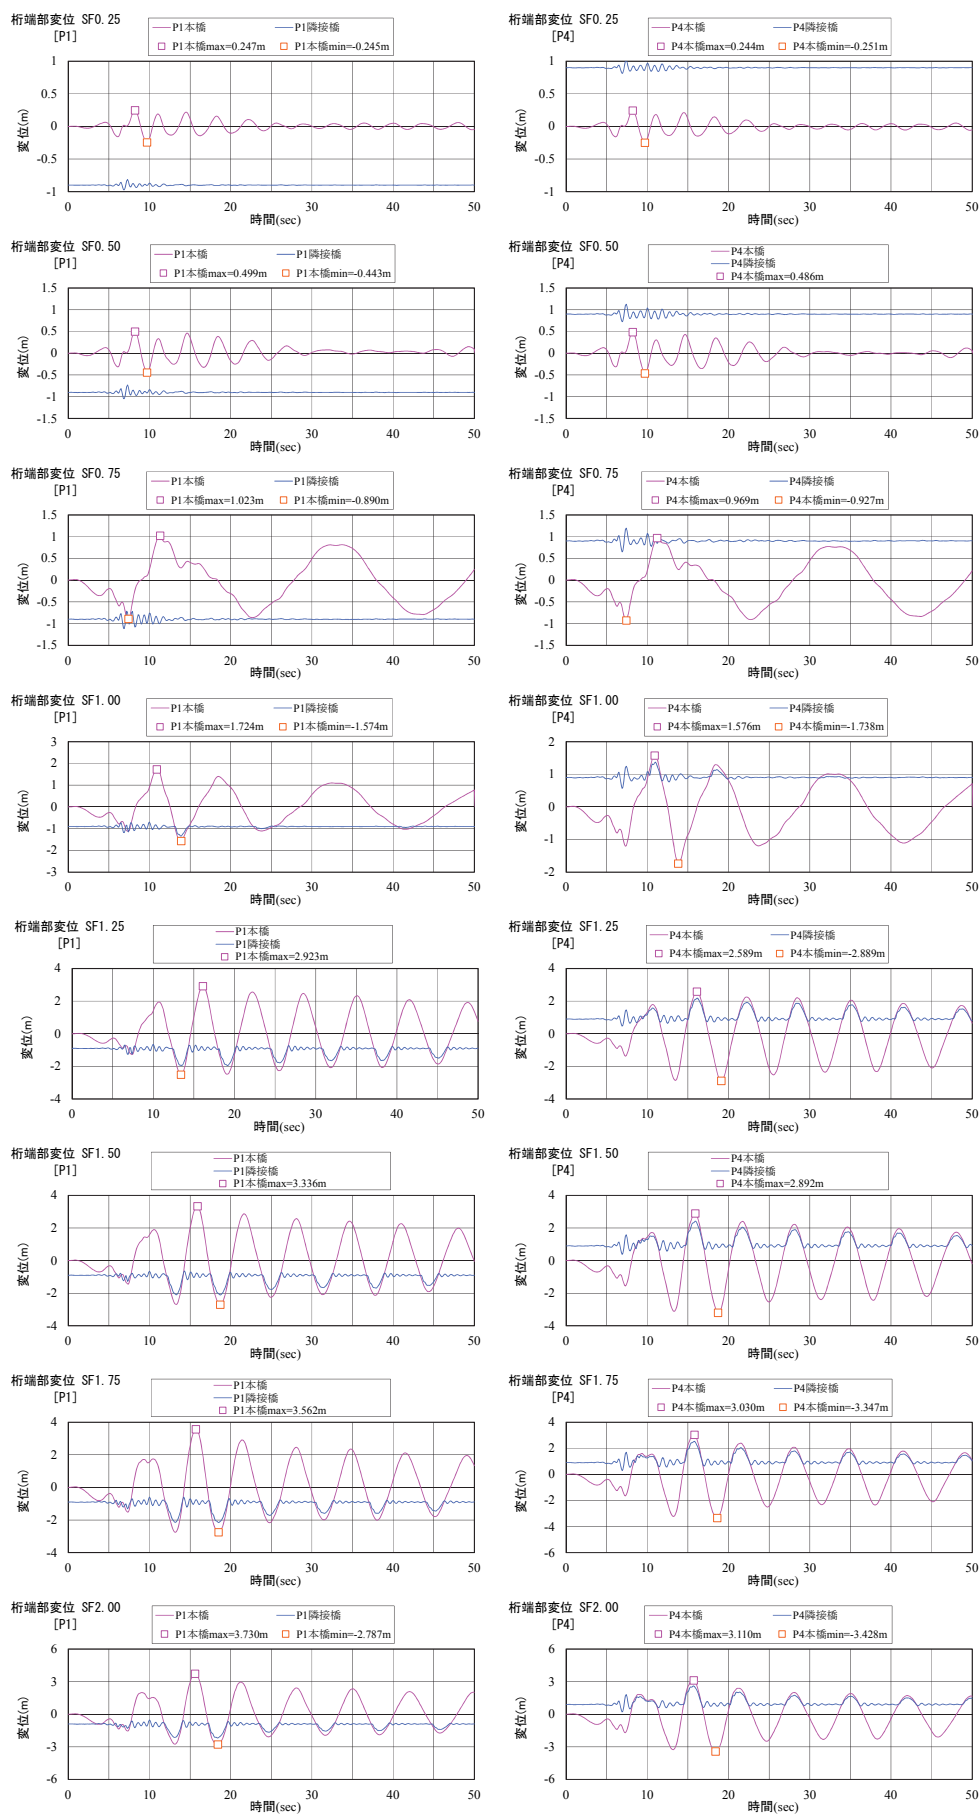 桁端部変位 SF0.25
[P1]
P1本橋 P1隣接橋
P1本橋max=0.247m P1本橋min=-0.245m
1
0.5
0
-0.5
-1
変位(m)
0 10 20 30 40 50
時間(sec)
桁端部変位 SF0.25
[P4]
P4本橋 P4隣接橋
P4本橋max=0.244m P4本橋min=-0.251m
1
0.5
0
-0.5
-1
変位(m)
0 10 20 30 40 50
時間(sec)
桁端部変位 SF0.50
[P1]
P1本橋 P1隣接橋
P1本橋max=0.499m P1本橋min=-0.443m
1.5
1
0.5
0
-0.5
-1
-1.5
変位(m)
0 10 20 30 40 50
時間(sec)
桁端部変位 SF0.50
[P4]
P4本橋
P4隣接橋
P4本橋max=0.486m
1.5
1
0.5
0
-0.5
-1
-1.5
変位(m)
0 10 20 30 40 50
時間(sec)
桁端部変位 SF0.75
[P1]
P1本橋 P1隣接橋
P1本橋max=1.023m P1本橋min=-0.890m
1.5
1
0.5
0
-0.5
-1
-1.5
変位(m)
0 10 20 30 40 50
時間(sec)
桁端部変位 SF0.75
[P4]
P4本橋 P4隣接橋
P4本橋max=0.969m P4本橋min=-0.927m
1.5
1
0.5
0
-0.5
-1
-1.5
変位(m)
0 10 20 30 40 50
時間(sec)
桁端部変位 SF1.00
[P1]
P1本橋 P1隣接橋
P1本橋max=1.724m P1本橋min=-1.574m
3
2
1
0
-1
-2
-3
変位(m)
0 10 20 30 40 50
時間(sec)
桁端部変位 SF1.00
[P4]
P4本橋 P4隣接橋
P4本橋max=1.576m P4本橋min=-1.738m
2
1
0
-1
-2
変位(m)
0 10 20 30 40 50
時間(sec)
桁端部変位 SF1.25
[P1]
P1本橋
P1隣接橋
P1本橋max=2.923m
4
2
0
-2
-4
変位(m)
0 10 20 30 40 50
時間(sec)
桁端部変位 SF1.25
[P4]
P4本橋 P4隣接橋
P4本橋max=2.589m P4本橋min=-2.889m
4
2
0
-2
-4
変位(m)
0 10 20 30 40 50
時間(sec)
桁端部変位 SF1.50
[P1]
P1本橋
P1隣接橋
P1本橋max=3.336m
4
2
0
-2
-4
変位(m)
0 10 20 30 40 50
時間(sec)
桁端部変位 SF1.50
[P4]
P4本橋
P4隣接橋
P4本橋max=2.892m
4
2
0
-2
-4
変位(m)
0 10 20 30 40 50
時間(sec)
桁端部変位 SF1.75
[P1]
P1本橋
P1隣接橋
P1本橋max=3.562m
4
2
0
-2
-4
変位(m)
0 10 20 30 40 50
時間(sec)
桁端部変位 SF1.75
[P4]
P4本橋 P4隣接橋
P4本橋max=3.030m P4本橋min=-3.347m
4
2
0
-2
-4
-6
変位(m)
0 10 20 30 40 50
時間(sec)
桁端部変位 SF2.00
[P1]
P1本橋 P1隣接橋
P1本橋max=3.730m P1本橋min=-2.787m
6
3
0
-3
-6
変位(m)
0 10 20 30 40 50
時間(sec)
桁端部変位 SF2.00
[P4]
P4本橋 P4隣接橋
P4本橋max=3.110m P4本橋min=-3.428m
6
3
0
-3
-6
変位(m)
0 10 20 30 40 50
時間(sec)